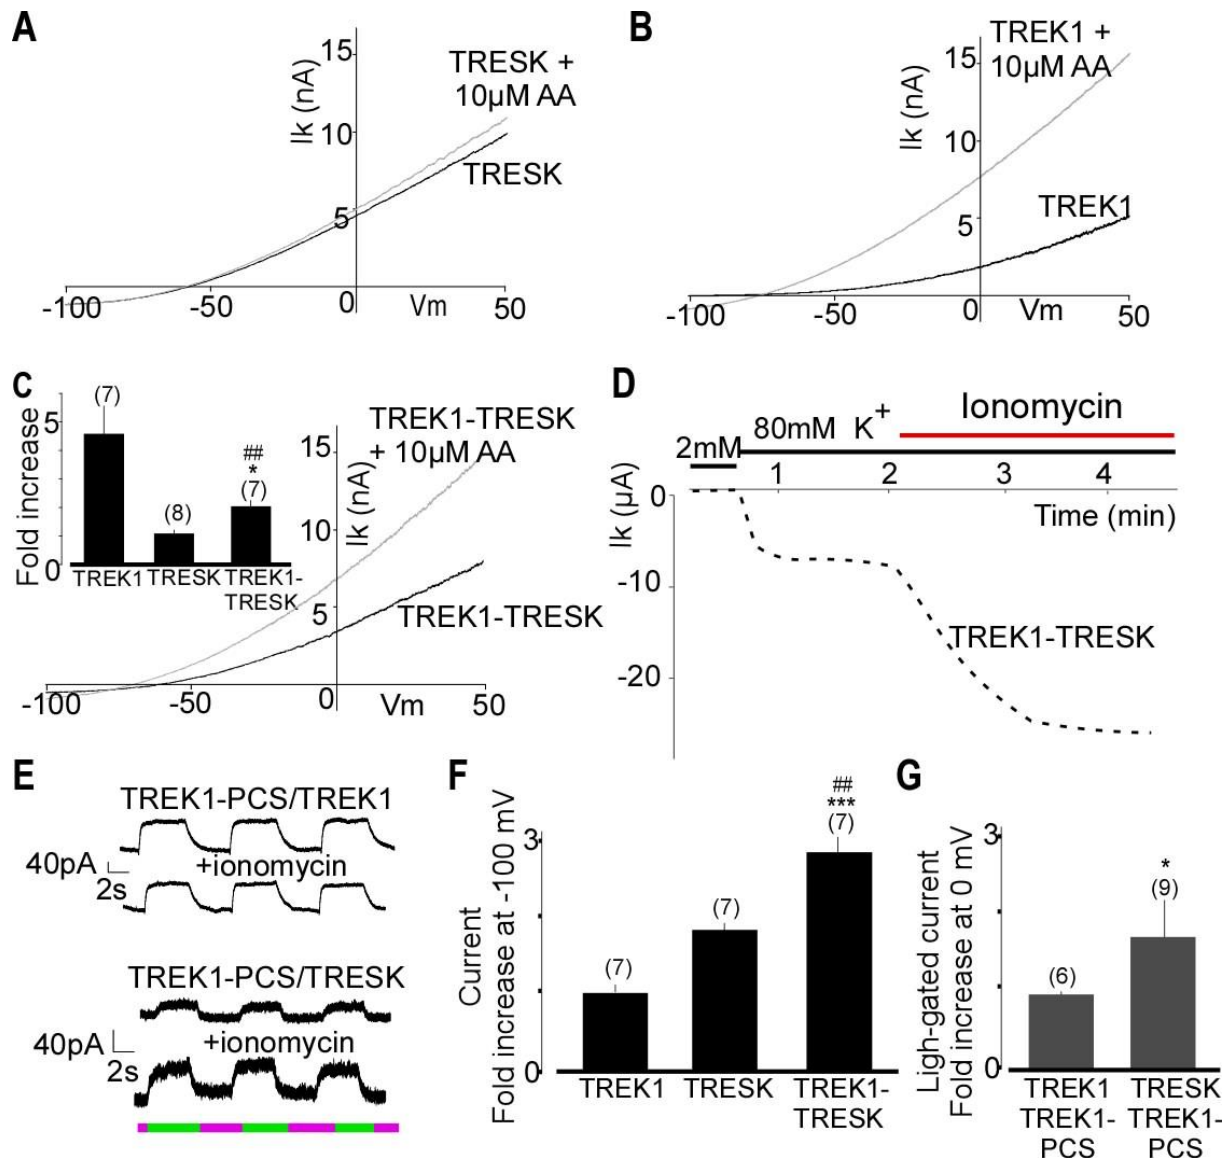 A
Ik (nA)
15
10
5
TRESK +
10µM AA
TRESK
-100
-50
0
Vm
50
B
Ik (nA)
15
10
5
TREK1 +
10µM AA
TREK1
-100
-50
0
Vm
50
C
Fold increase
5
0
(7)
(8)
##
*
(7)
TREK1
TRESK
TREK1-
TRESK
Ik (nA)
15
10
5
TREK1-TRESK
+ 10µM AA
TREK1-TRESK
-100
-50
0
Vm
50
D
Ionomycin
2mM
80mM K+
1
2
3
4
Time (min)
Ik (µA)
0
-10
-20
TREK1-TRESK
E
TREK1-PCS/TREK1
+ionomycin
40pA
2s
TREK1-PCS/TRESK
+ionomycin
40pA
2s
F
Current
Fold increase at -100 mV
3
0
(7)
(7)
##
***
(7)
TREK1
TRESK
TREK1-
TRESK
G
Ligh-gated current
Fold increase at 0 mV
3
0
(6)
*
(9)
TREK1
TREK1-
PCS
TRESK
TREK1-
PCS